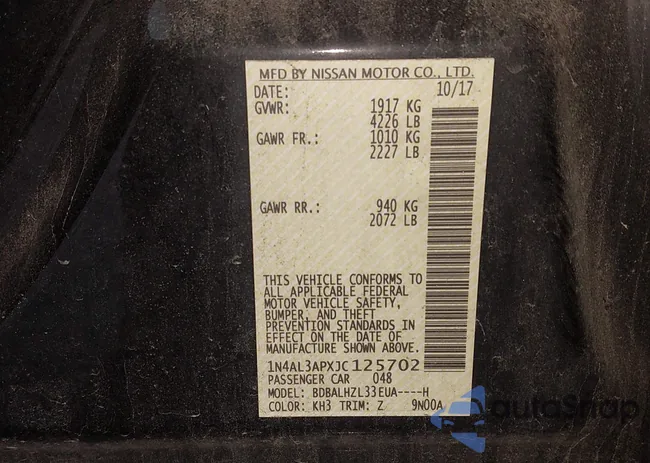 MFD BY NISSAN MOTOR CO., LTD.
DATE: 10/17
GVWR: 1917 KG
4226 LB
GAWR FR.: 1010 KG
2227 LB
GAWR RR.: 940 KG
2072 LB
THIS VEHICLE CONFORMS TO
ALL APPLICABLE FEDERAL
MOTOR VEHICLE SAFETY,
BUMPER, AND THEFT
PREVENTION STANDARDS IN
EFFECT ON THE DATE OF
MANUFACTURE SHOWN ABOVE.
1N4AL3APXJC125702
PASSENGER CAR 048
MODEL: BDBALHZL33EUA----H
COLOR: KH3 TRIM: Z 9N00A
autoSnap